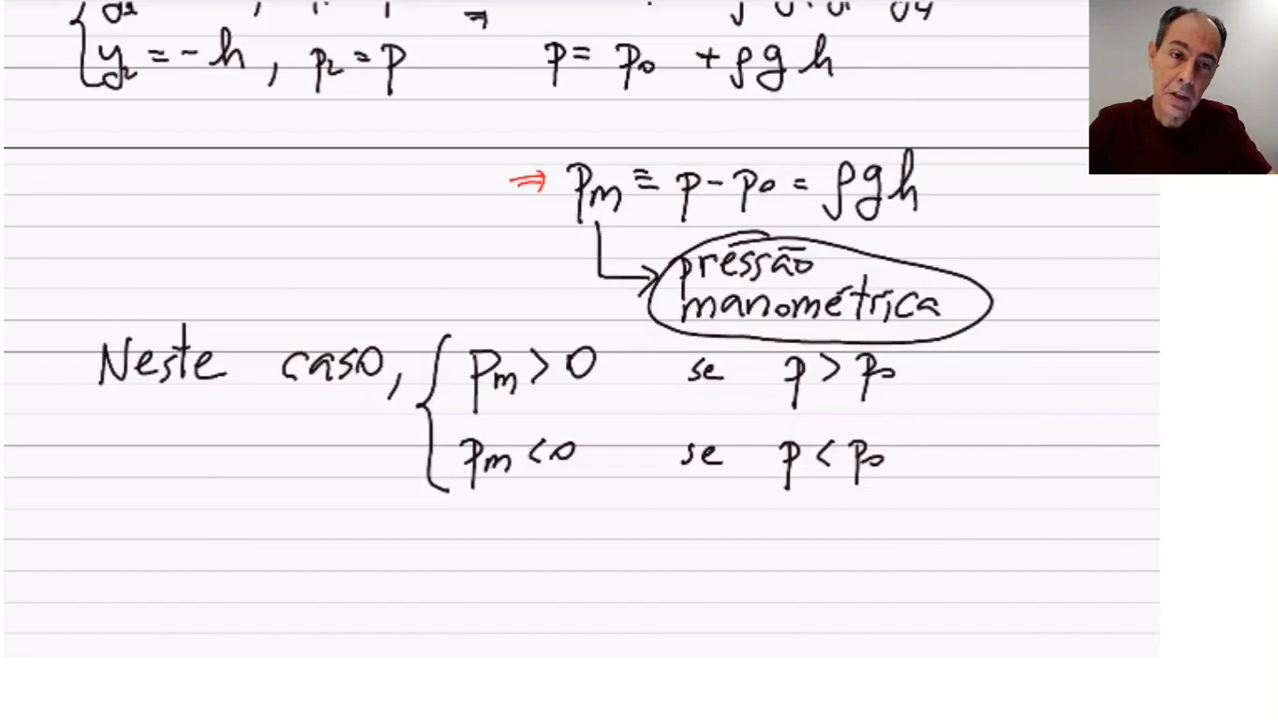 y₂ = -h, p₂ = p p = p₀ + ρgh
⇒ pₘ ≡ p - p₀ = ρgh
pressão
manométrica
Neste caso, { pₘ > 0 se p > p₀
pₘ < 0 se p < p₀